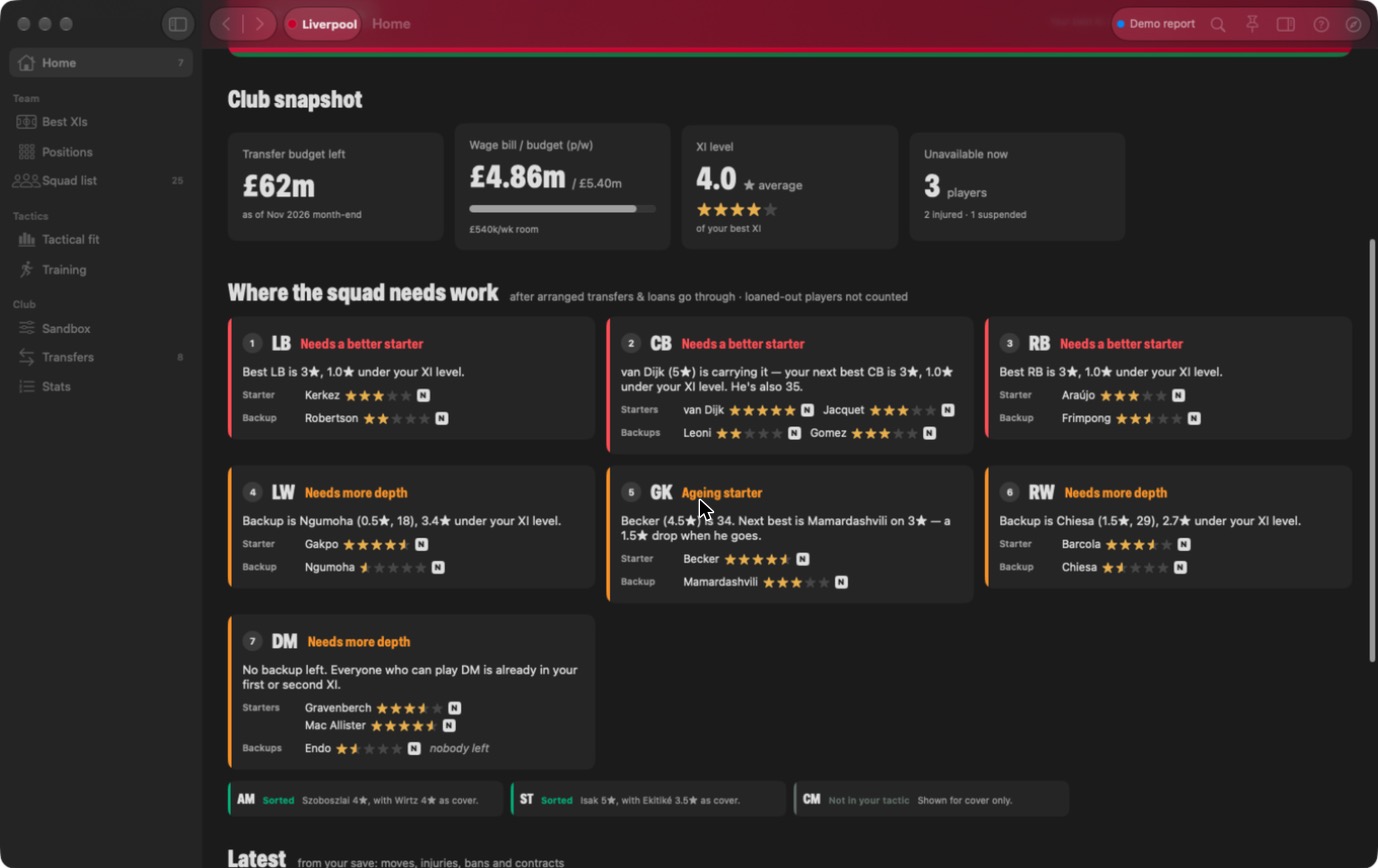 Liverpool Home Demo report
Home 7
Team
Best XIs
Positions
Squad list 25
Tactics
Tactical fit
Training
Club
Sandbox
Transfers 8
Stats
Club snapshot
Transfer budget left
£62m
as of Nov 2026 month-end
Wage bill / budget (p/w)
£4.86m / £5.40m
£540k/wk room
XI level
4.0 ★ average
★★★★★
of your best XI
Unavailable now
3 players
2 injured · 1 suspended
Where the squad needs work after arranged transfers & loans go through · loaned-out players not counted
1 LB Needs a better starter
Best LB is 3★, 1.0★ under your XI level.
Starter Kerkez ★★★★★ N
Backup Robertson ★★★★★ N
2 CB Needs a better starter
van Dijk (5★) is carrying it — your next best CB is 3★, 1.0★
under your XI level. He's also 35.
Starters van Dijk ★★★★★ N Jacquet ★★★★★ N
Backups Leoni ★★★★★ N Gomez ★★★★★ N
3 RB Needs a better starter
Best RB is 3★, 1.0★ under your XI level.
Starter Araújo ★★★★★ N
Backup Frimpong ★★★★★ N
4 LW Needs more depth
Backup is Ngumoha (0.5★, 18), 3.4★ under your XI level.
Starter Gakpo ★★★★★ N
Backup Ngumoha ★★★★★ N
5 GK Ageing starter
Becker (4.5★) is 34. Next best is Mamardashvili on 3★ — a
1.5★ drop when he goes.
Starter Becker ★★★★★ N
Backup Mamardashvili ★★★★★ N
6 RW Needs more depth
Backup is Chiesa (1.5★, 29), 2.7★ under your XI level.
Starter Barcola ★★★★★ N
Backup Chiesa ★★★★★ N
7 DM Needs more depth
No backup left. Everyone who can play DM is already in your
first or second XI.
Starters Gravenberch ★★★★★ N
Mac Allister ★★★★★ N
Backups Endo ★★★★★ N nobody left
AM Sorted Szoboszlai 4★, with Wirtz 4★ as cover.
ST Sorted Isak 5★, with Ekitiké 3.5★ as cover.
CM Not in your tactic Shown for cover only.
Latest from your save: moves, injuries, bans and contracts